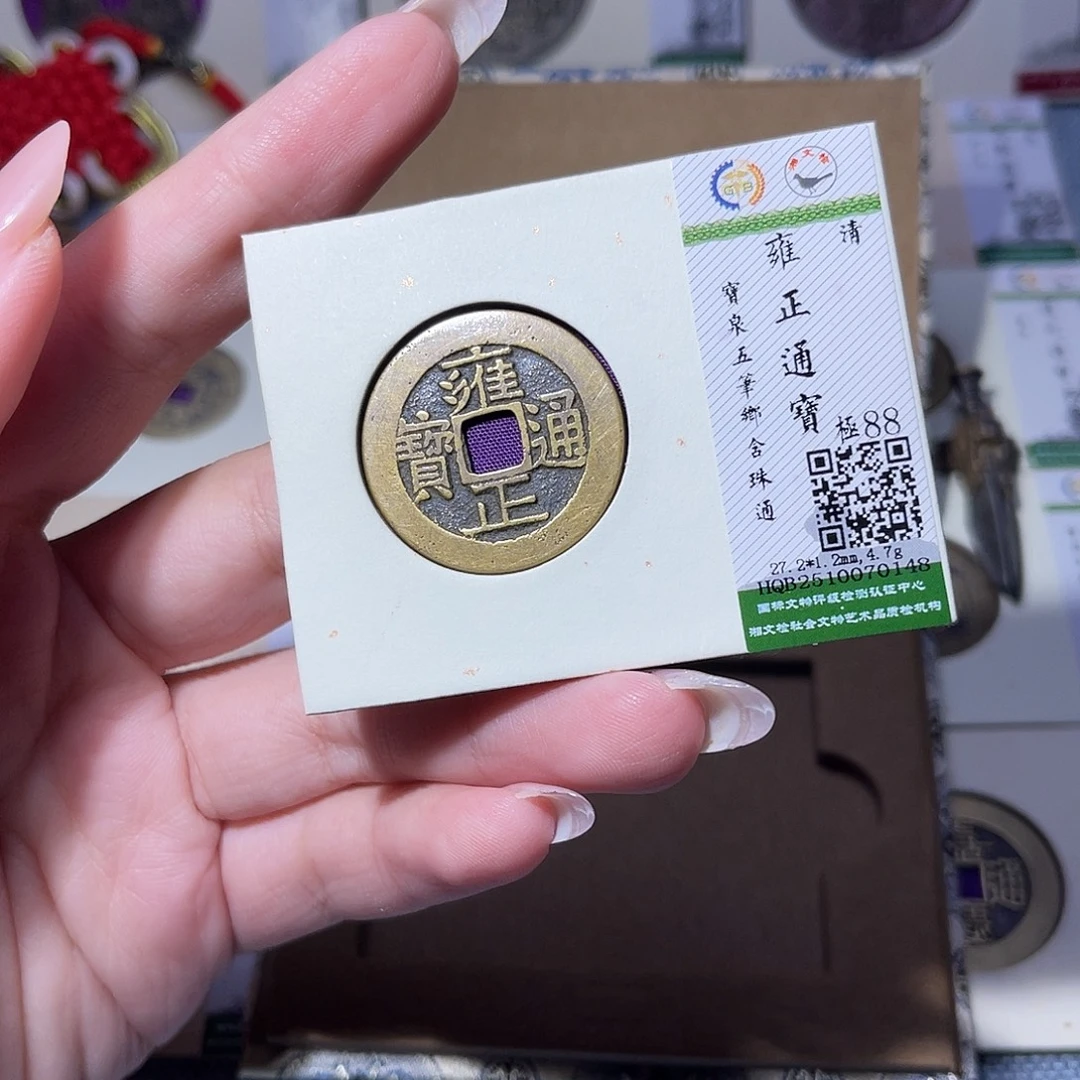 雍
正
通
寶
清
雍正通寶
寶泉五筆鄉含珠通
極88
27.2*1.2mm,4.7g
HQB2510070148
国标文物评级检测认证中心
湘文检社会文物艺术品质检机构